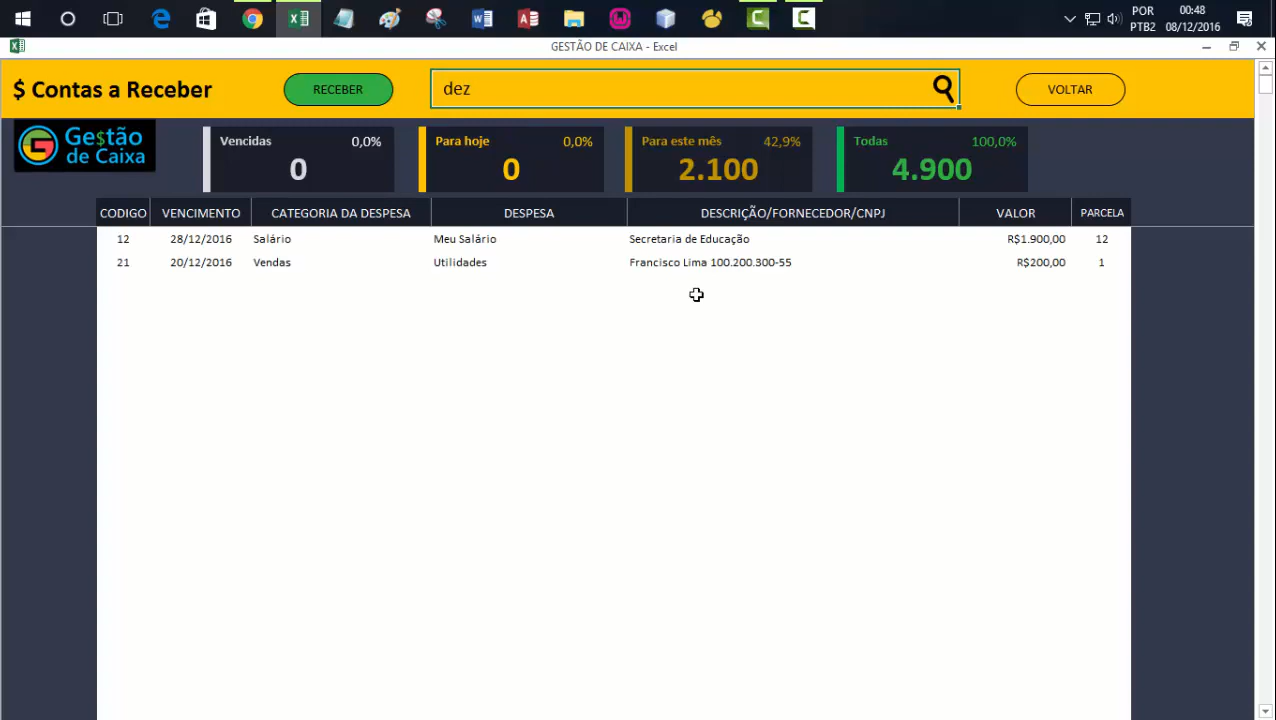 POR
PTB2
00:48
08/12/2016
GESTÃO DE CAIXA - Excel
$ Contas a Receber
RECEBER
dez
VOLTAR
Ge$tão
de Caixa
Vencidas 0,0%
0
Para hoje 0,0%
0
Para este mês 42,9%
2.100
Todas 100,0%
4.900
CODIGO VENCIMENTO CATEGORIA DA DESPESA DESPESA DESCRIÇÃO/FORNECEDOR/CNPJ VALOR PARCELA
12 28/12/2016 Salário Meu Salário Secretaria de Educação R$1.900,00 12
21 20/12/2016 Vendas Utilidades Francisco Lima 100.200.300-55 R$200,00 1